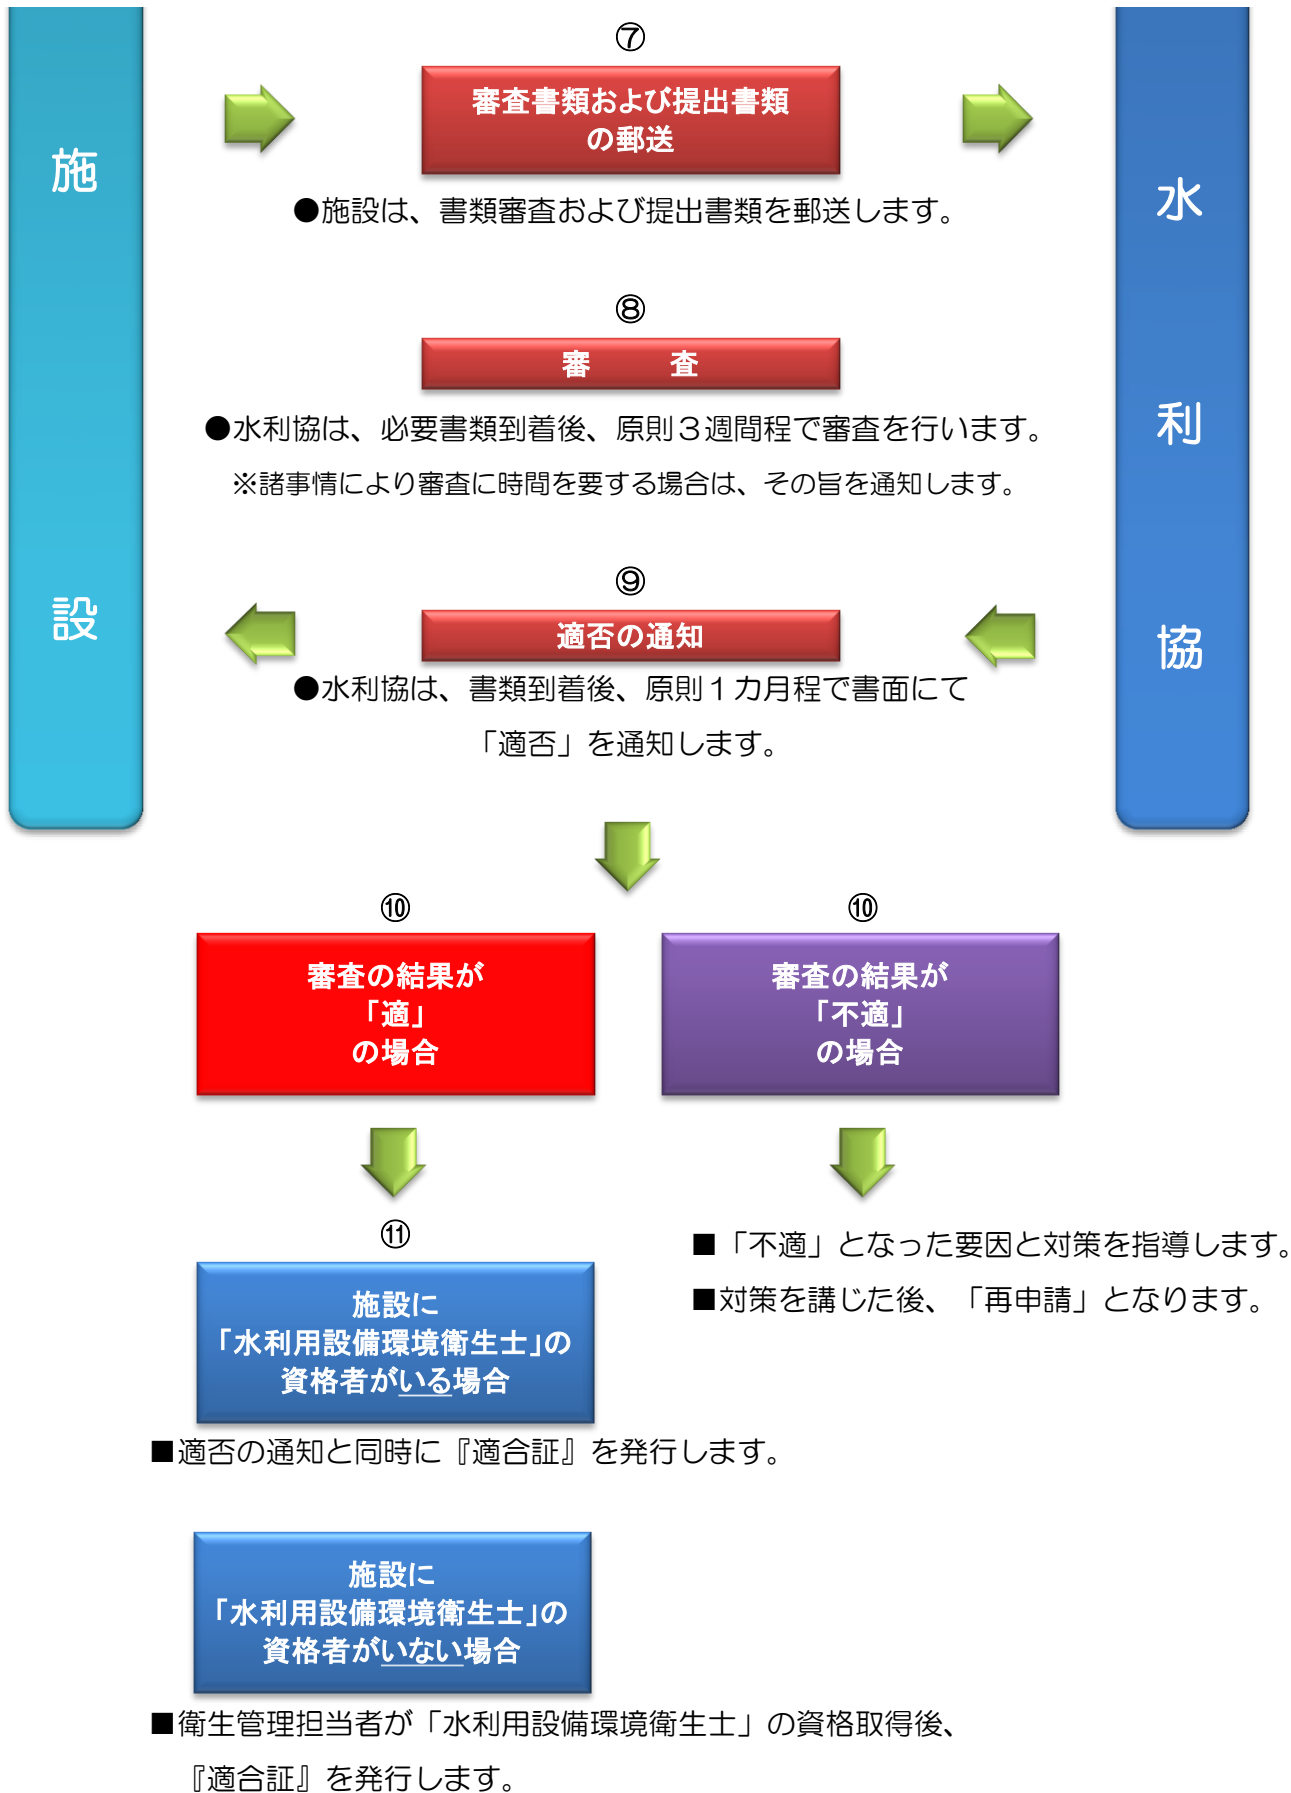 施設
水利協
⑦
審査書類および提出書類
の郵送
●施設は、書類審査および提出書類を郵送します。
⑧
審　査
●水利協は、必要書類到着後、原則３週間程で審査を行います。
※諸事情により審査に時間を要する場合は、その旨を通知します。
⑨
適否の通知
●水利協は、書類到着後、原則１カ月程で書面にて
「適否」を通知します。
⑩
審査の結果が
「適」
の場合
⑩
審査の結果が
「不適」
の場合
⑪
施設に
「水利用設備環境衛生士」の
資格者がいる場合
■適否の通知と同時に『適合証』を発行します。
■「不適」となった要因と対策を指導します。
■対策を講じた後、「再申請」となります。
施設に
「水利用設備環境衛生士」の
資格者がいない場合
■衛生管理担当者が「水利用設備環境衛生士」の資格取得後、
『適合証』を発行します。